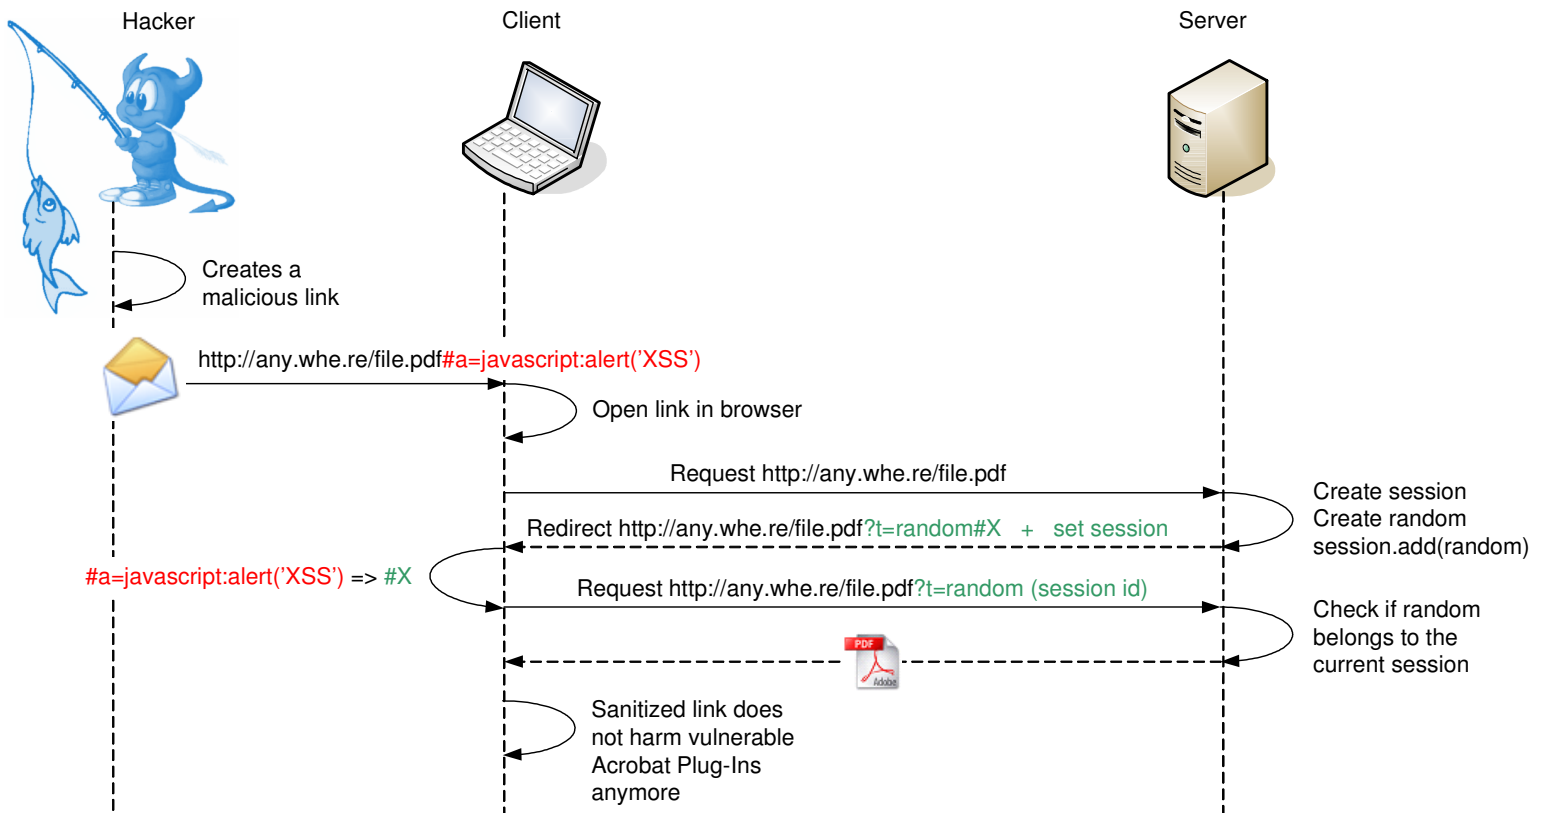 Hacker
Client
Server
Creates a
malicious link
http://any.whe.re/file.pdf#a=javascript:alert('XSS')
Open link in browser
Request http://any.whe.re/file.pdf
Create session
Create random
session.add(random)
Redirect http://any.whe.re/file.pdf?t=random#X + set session
#a=javascript:alert('XSS') => #X
Request http://any.whe.re/file.pdf?t=random (session id)
Check if random
belongs to the
current session
PDF
Adobe
Sanitized link does
not harm vulnerable
Acrobat Plug-Ins
anymore